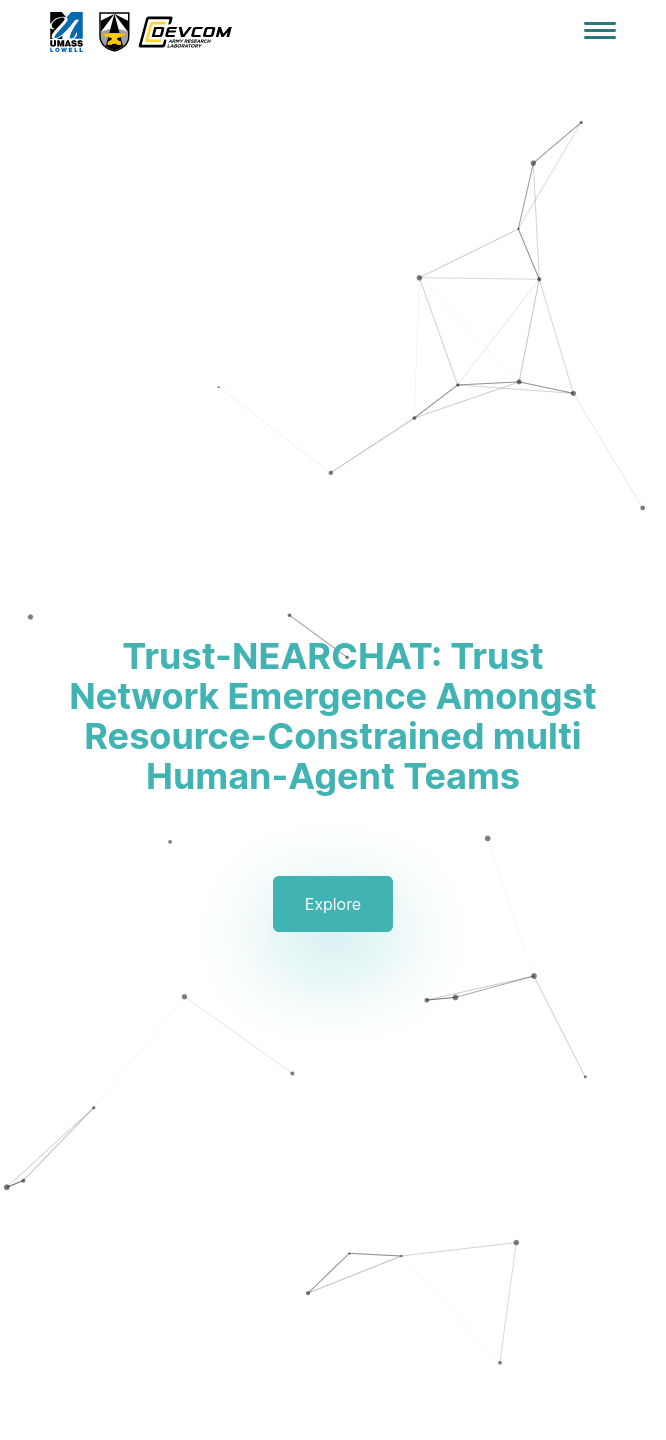 UMASS
LOWELL
DEVCOM
ARMY RESEARCH
LABORATORY
Trust-NEARCHAT: Trust
Network Emergence Amongst
Resource-Constrained multi
Human-Agent Teams
Explore